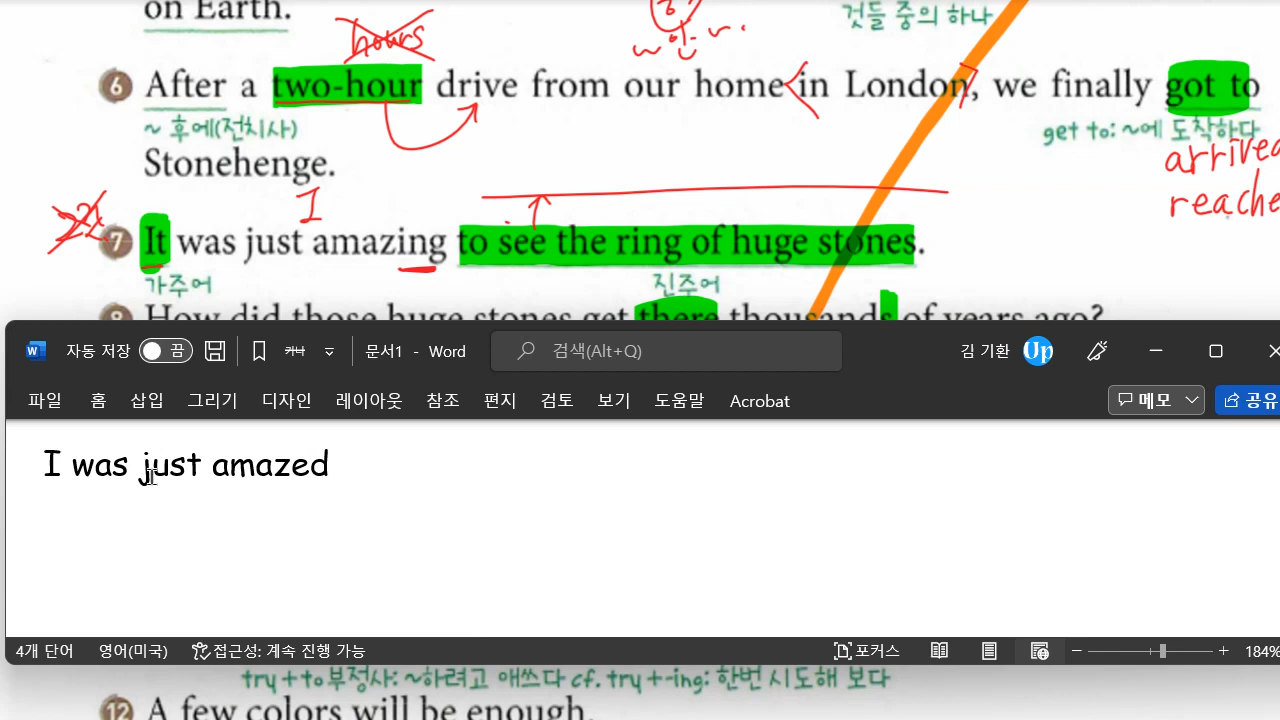 on Earth.
hours
것들 중의 하나
6 After a two-hour drive from our home in London, we finally got to
~ 후에(전치사)
get to: ~에 도착하다
Stonehenge.
arrived
reache
I
7 It was just amazing to see the ring of huge stones.
가주어
진주어
8 How did those huge stones get there thousands of years ago?
자동 저장 끔 가나 문서1 - Word 검색(Alt+Q) 김 기환 Up
파일 홈 삽입 그리기 디자인 레이아웃 참조 편지 검토 보기 도움말 Acrobat 메모 공유
I was just amazed
4개 단어 영어(미국) 접근성: 계속 진행 가능 포커스 184%
try+to부정사: ~하려고 애쓰다 cf. try+-ing: 한번 시도해 보다
12 A few colors will be enough.